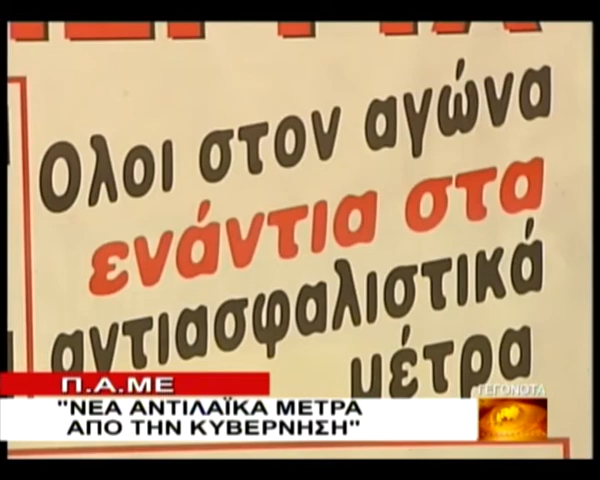 Ολοι στον αγώνα
ενάντια στα
αντιασφαλιστικά
μέτρα
Π.Α.ΜΕ
"ΝΕΑ ΑΝΤΙΛΑΪΚΑ ΜΕΤΡΑ
ΑΠΟ ΤΗΝ ΚΥΒΕΡΝΗΣΗ"
ΓΕΓΟΝΟΤΑ